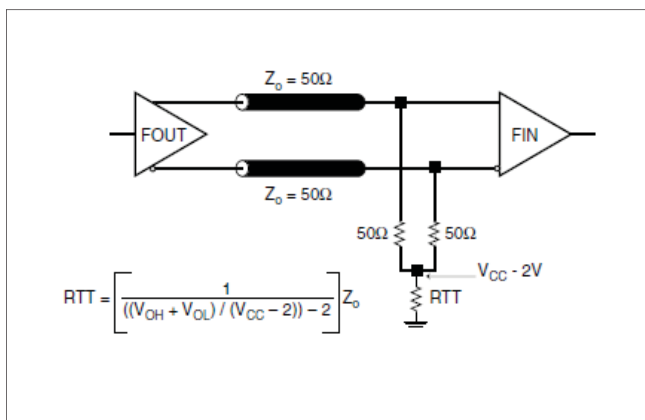 Zo = 50Ω
FOUT
FIN
Zo = 50Ω
50Ω
50Ω
VCC - 2V
RTT
RTT = [ 1 / ((VOH + VOL) / (VCC – 2)) – 2 ] Zo